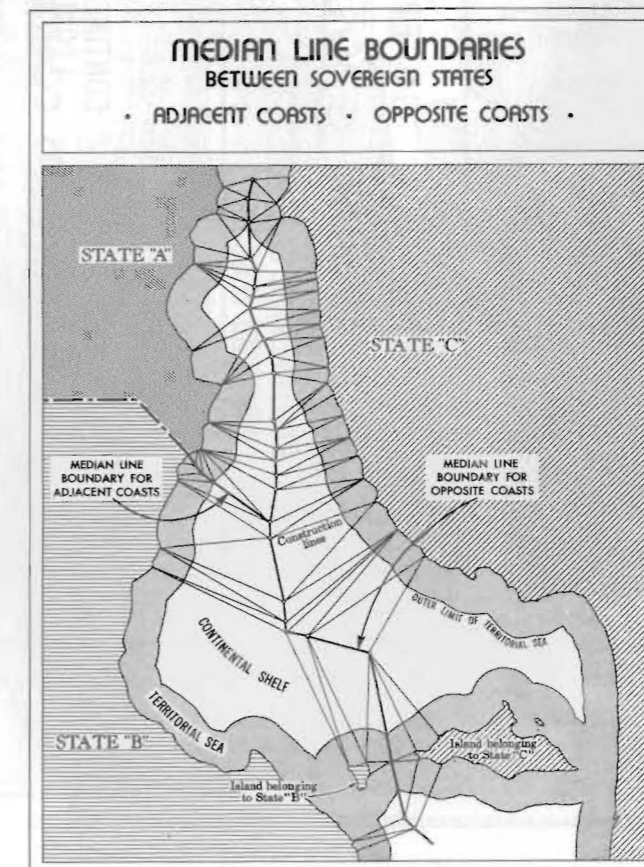 MEDIAN LINE BOUNDARIES
BETWEEN SOVEREIGN STATES
• ADJACENT COASTS • OPPOSITE COASTS •
STATE "A"
STATE "C"
MEDIAN LINE
BOUNDARY FOR
ADJACENT COASTS
MEDIAN LINE
BOUNDARY FOR
OPPOSITE COASTS
Construction
lines
OUTER LIMIT OF TERRITORIAL SEA
CONTINENTAL SHELF
TERRITORIAL SEA
STATE "B"
Island belonging
to State "C"
Island belonging
to State "B"